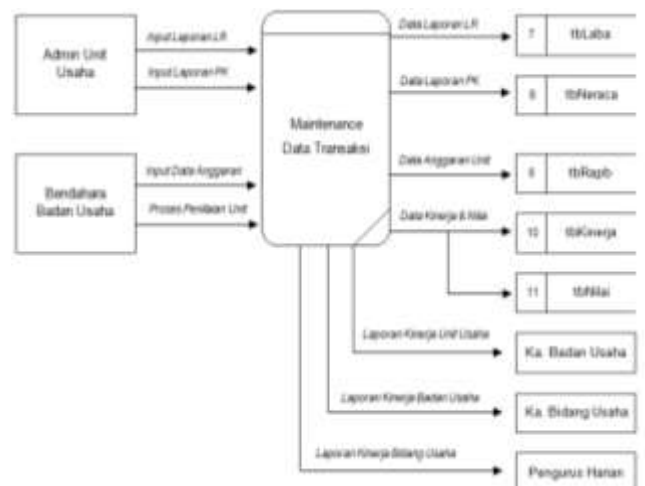 Admin Unit
Usaha
Input Laporan LR
Input Laporan PK
Bendahara
Badan Usaha
Input Data Anggaran
Proses Penilaian Unit
Maintenance
Data Transaksi
Data Laporan LR
7 tbLaba
Data Laporan PK
8 tbNeraca
Data Anggaran Unit
9 tbRapb
Data Kinerja & Nilai
10 tbKinerja
11 tbNilai
Laporan Kinerja Unit Usaha
Ka. Badan Usaha
Laporan Kinerja Badan Usaha
Ka. Bidang Usaha
Laporan Kinerja Bidang Usaha
Pengurus Harian